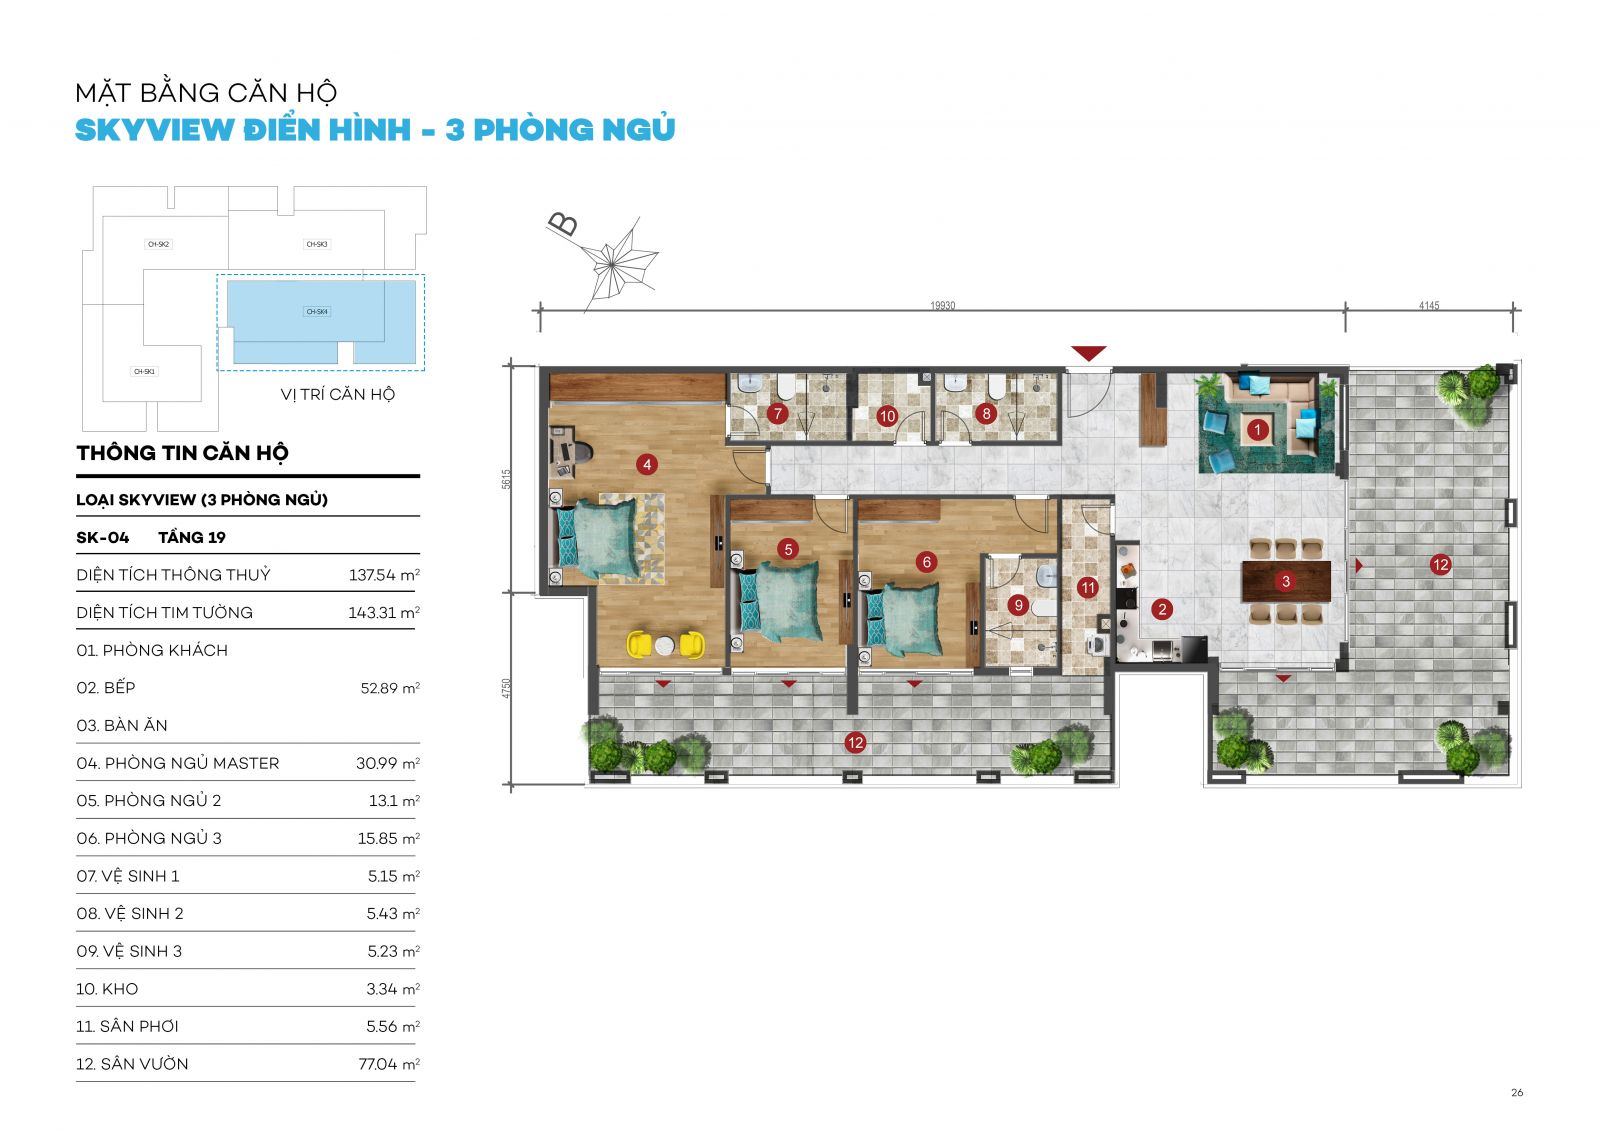 MẶT BẰNG CĂN HỘ
SKYVIEW ĐIỂN HÌNH - 3 PHÒNG NGỦ
CH-SK2
CH-SK3
CH-SK4
CH-SK1
VỊ TRÍ CĂN HỘ
THÔNG TIN CĂN HỘ
LOẠI SKYVIEW (3 PHÒNG NGỦ)
SK-04 TẦNG 19
DIỆN TÍCH THÔNG THUỶ 137.54 m²
DIỆN TÍCH TIM TƯỜNG 143.31 m²
01. PHÒNG KHÁCH
02. BẾP 52.89 m²
03. BÀN ĂN
04. PHÒNG NGỦ MASTER 30.99 m²
05. PHÒNG NGỦ 2 13.1 m²
06. PHÒNG NGỦ 3 15.85 m²
07. VỆ SINH 1 5.15 m²
08. VỆ SINH 2 5.43 m²
09. VỆ SINH 3 5.23 m²
10. KHO 3.34 m²
11. SÂN PHƠI 5.56 m²
12. SÂN VƯỜN 77.04 m²
B
19930 4145
5615
4750
7 10 8 1
4
5 6 12
9 11 2 3
12
26